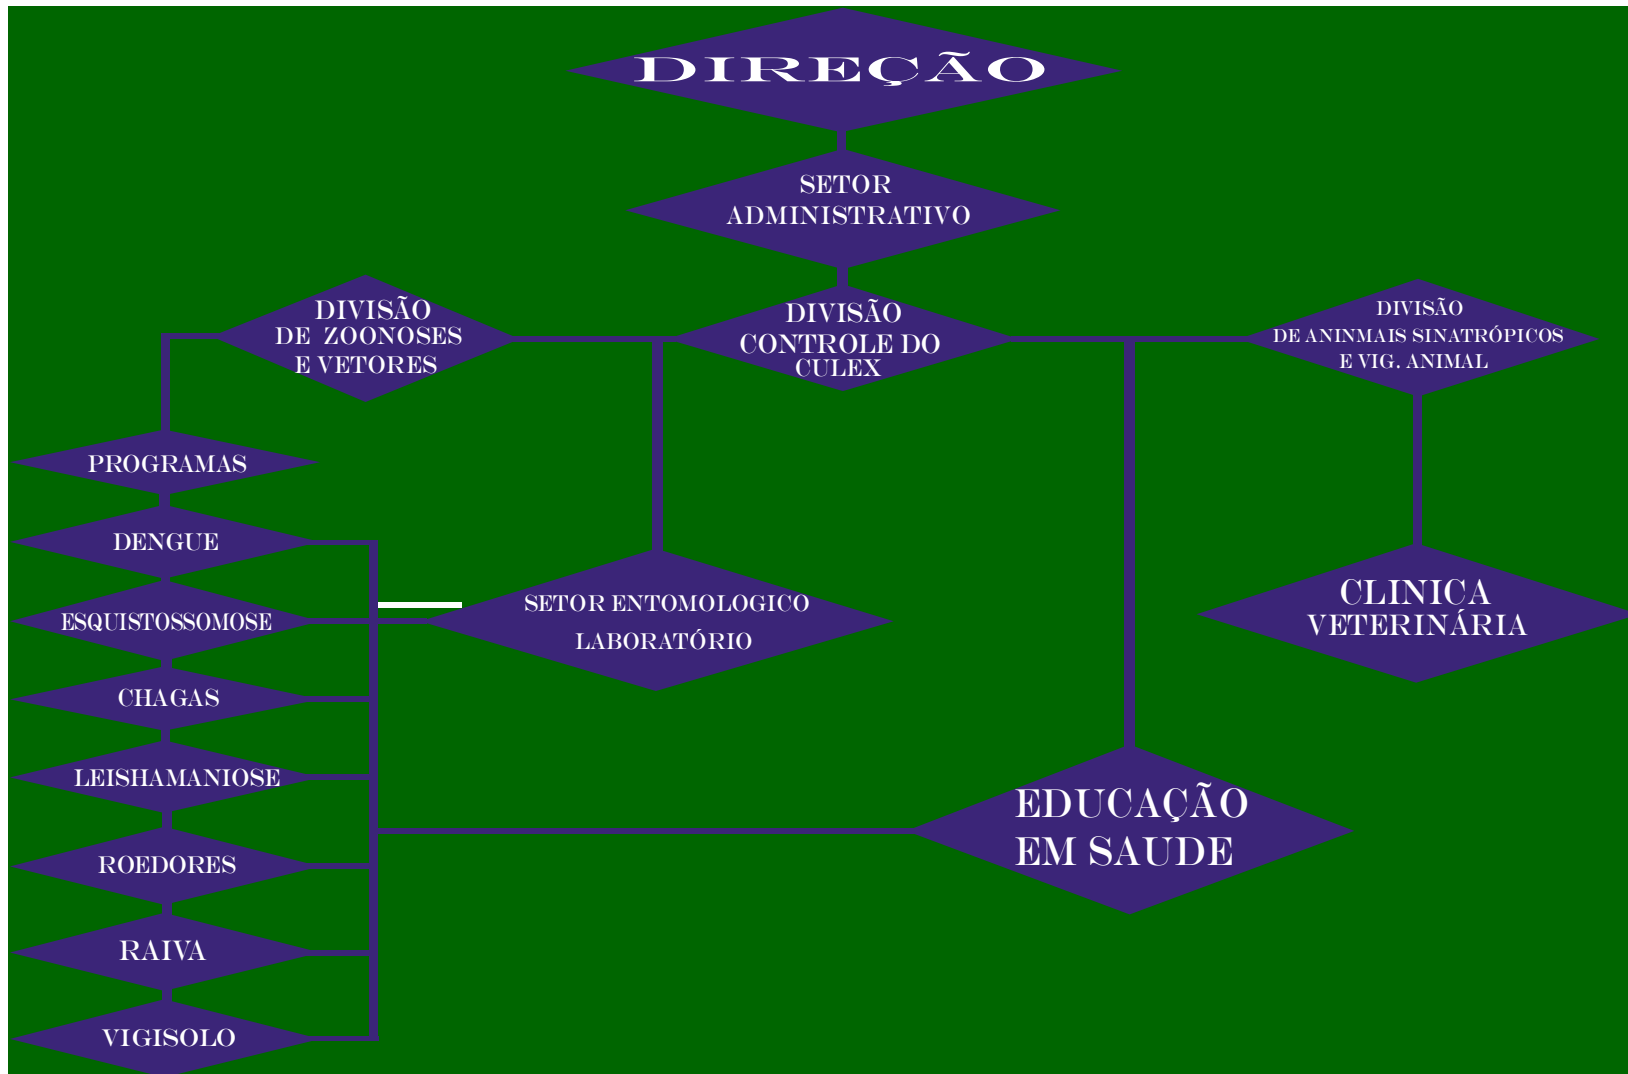 DIREÇÃO
SETOR
ADMINISTRATIVO
DIVISÃO
DE ZOONOSES
E VETORES
DIVISÃO
CONTROLE DO
CULEX
DIVISÃO
DE ANINMAIS SINATRÓPICOS
E VIG. ANIMAL
PROGRAMAS
DENGUE
ESQUISTOSSOMOSE
CHAGAS
LEISHAMANIOSE
ROEDORES
RAIVA
VIGISOLO
SETOR ENTOMOLOGICO
LABORATÓRIO
CLINICA
VETERINÁRIA
EDUCAÇÃO
EM SAUDE